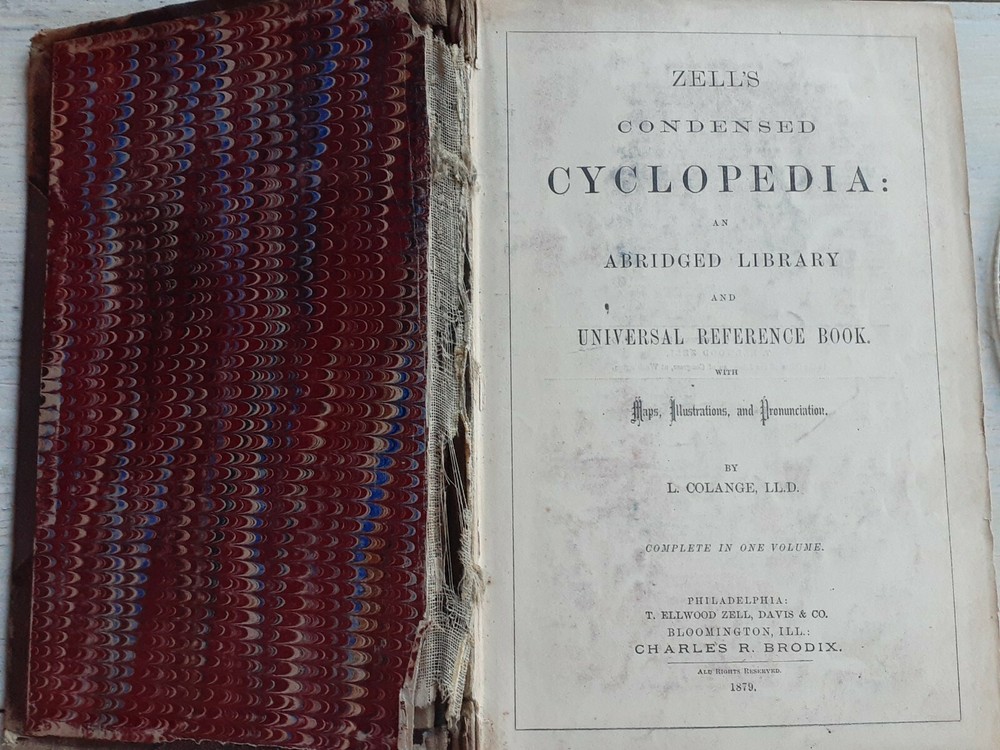 ZELL'S
CONDENSED
CYCLOPEDIA:
AN
ABRIDGED LIBRARY
AND
UNIVERSAL REFERENCE BOOK.
WITH
Maps, Illustrations, and Pronunciation.
BY
L. COLANGE, LL.D.
COMPLETE IN ONE VOLUME.
PHILADELPHIA:
T. ELLWOOD ZELL, DAVIS & CO.
BLOOMINGTON, ILL.:
CHARLES R. BRODIX.
ALL RIGHTS RESERVED.
1879.